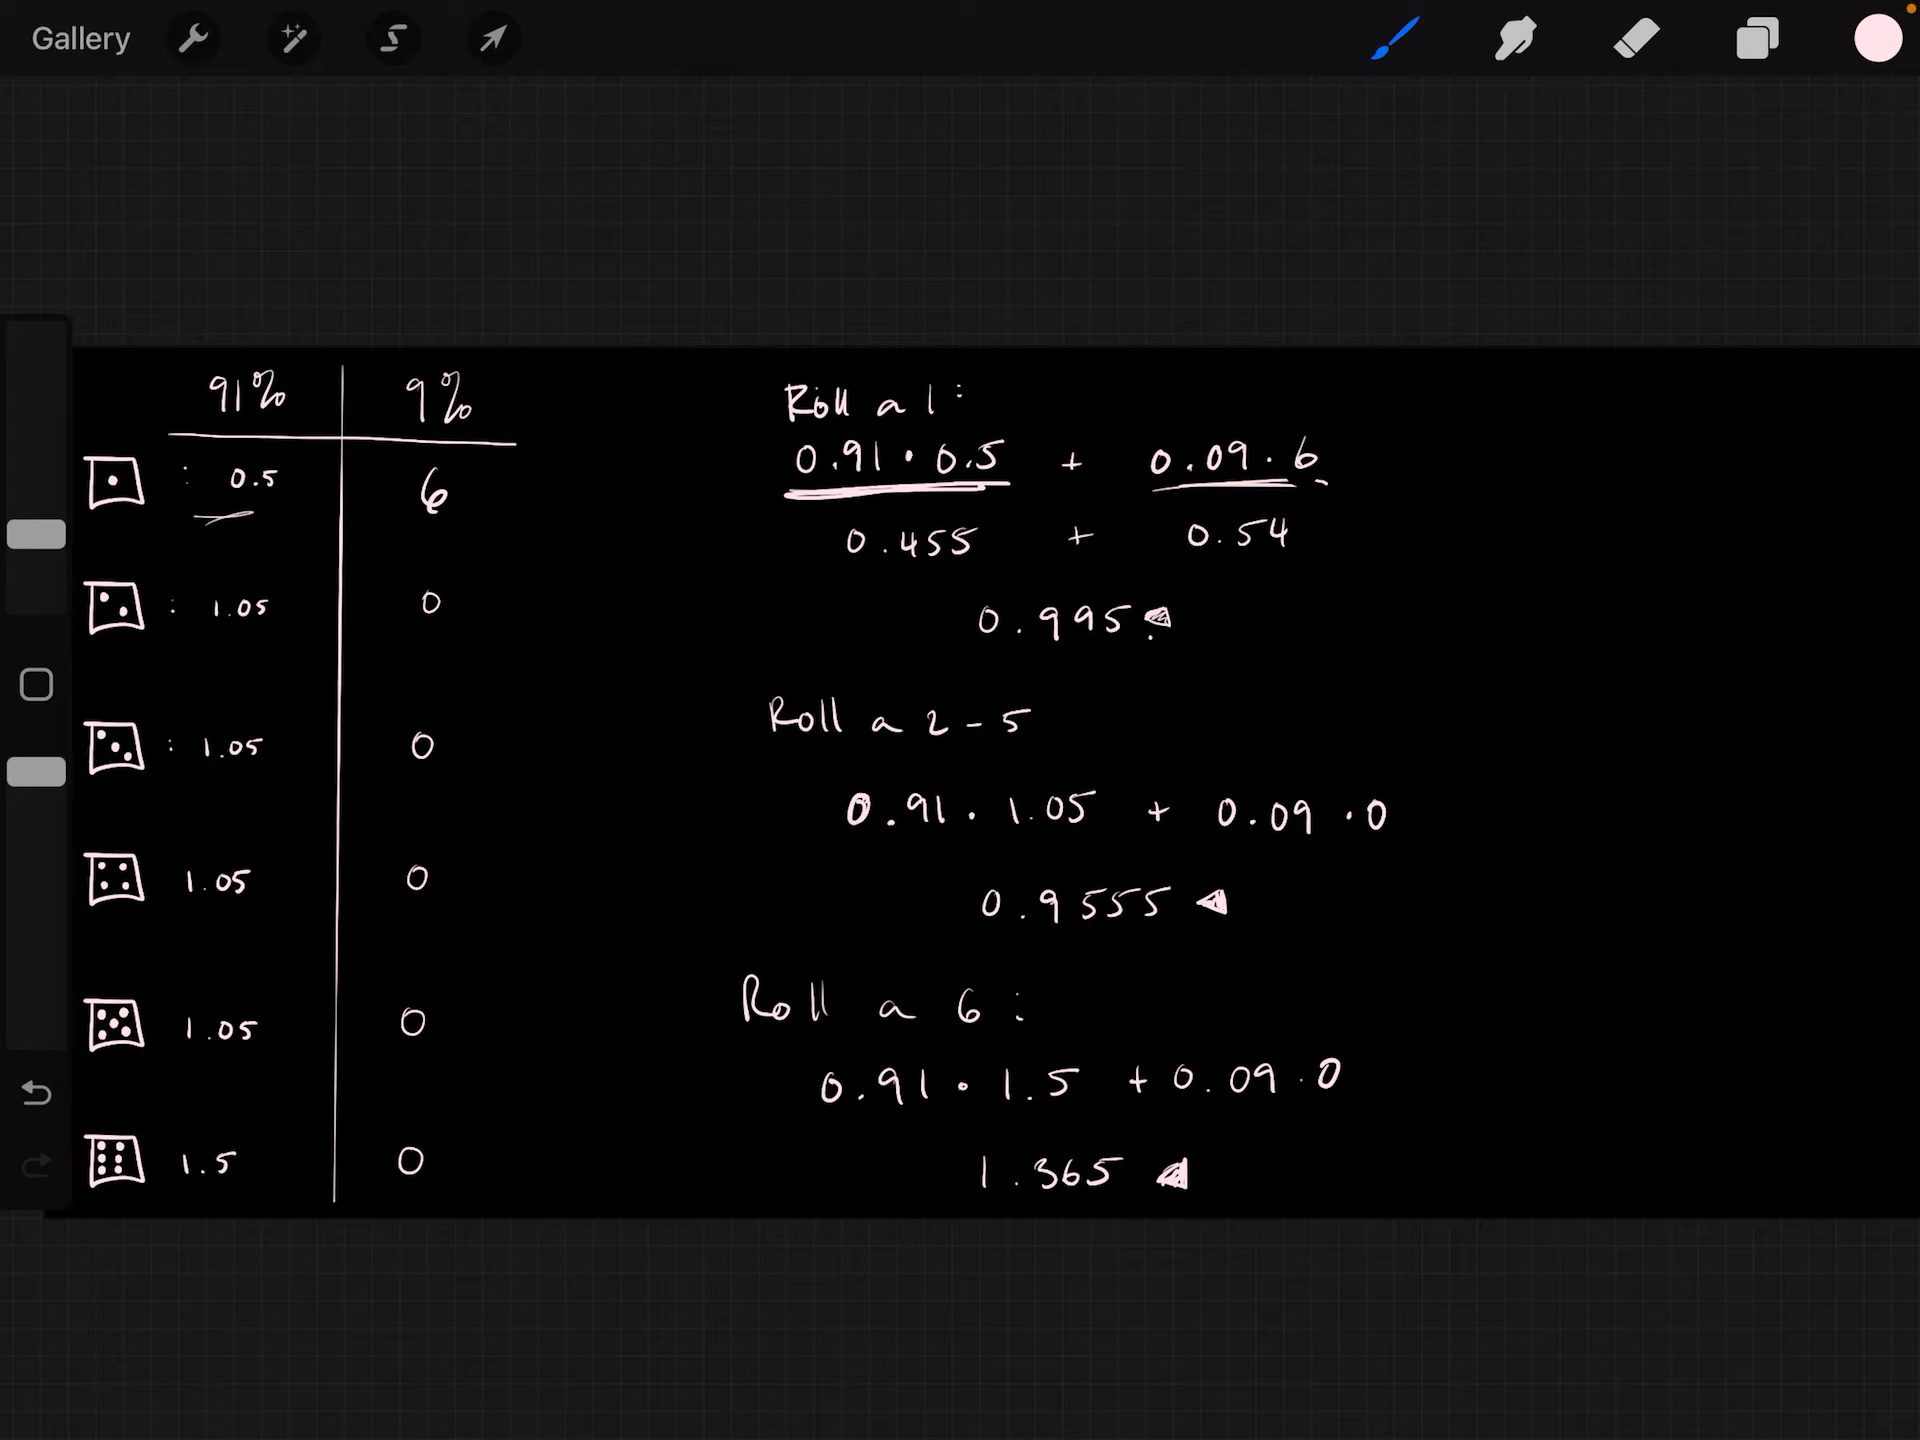 Gallery
91% 9%
: 0.5 6
: 1.05 0
: 1.05 0
1.05 0
1.05 0
1.5 0
Roll a 1:
0.91 · 0.5 + 0.09 · 6
0.455 + 0.54
0.995
Roll a 2-5
0.91 · 1.05 + 0.09 · 0
0.9555
Roll a 6:
0.91 · 1.5 + 0.09 · 0
1.365